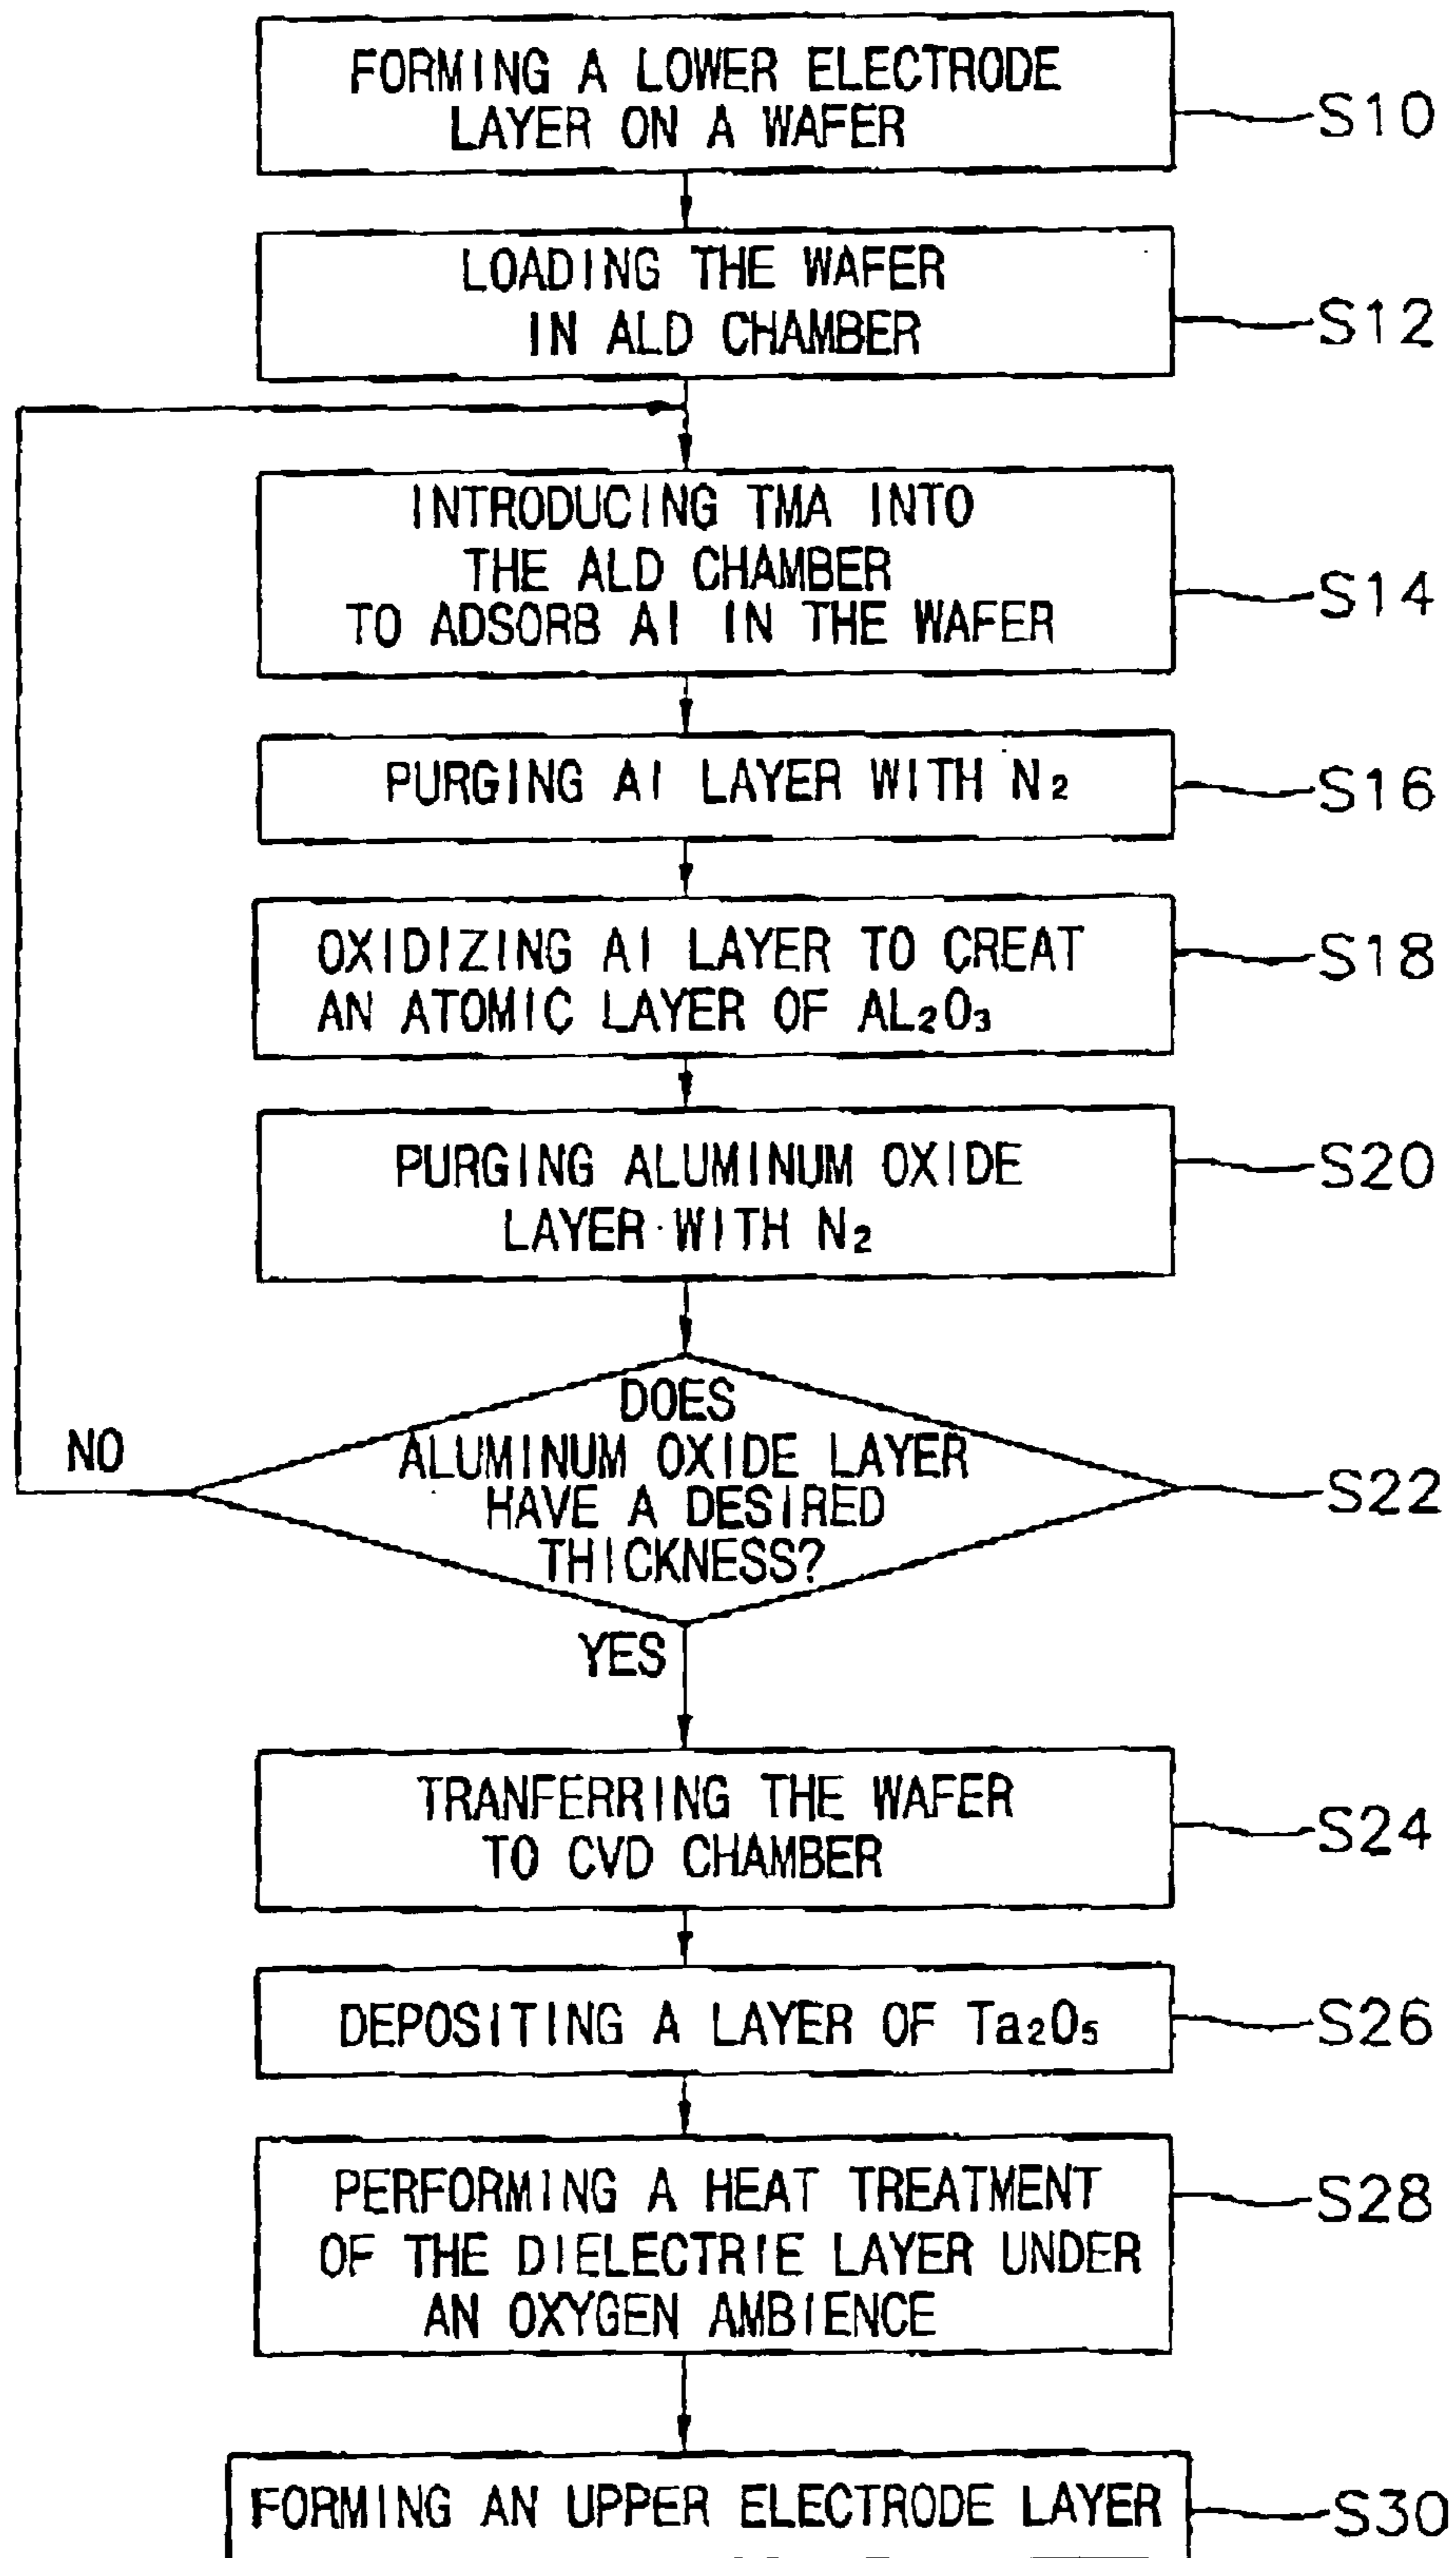 FORMING A LOWER ELECTRODE
LAYER ON A WAFER
S10
LOADING THE WAFER
IN ALD CHAMBER
S12
INTRODUCING TMA INTO
THE ALD CHAMBER
TO ADSORB Al IN THE WAFER
S14
PURGING Al LAYER WITH N₂
S16
OXIDIZING Al LAYER TO CREAT
AN ATOMIC LAYER OF AL₂O₃
S18
PURGING ALUMINUM OXIDE
LAYER WITH N₂
S20
DOES
ALUMINUM OXIDE LAYER
HAVE A DESIRED
THICKNESS?
S22
NO
YES
TRANFERRING THE WAFER
TO CVD CHAMBER
S24
DEPOSITING A LAYER OF Ta₂O₅
S26
PERFORMING A HEAT TREATMENT
OF THE DIELECTRIE LAYER UNDER
AN OXYGEN AMBIENCE
S28
FORMING AN UPPER ELECTRODE LAYER
S30